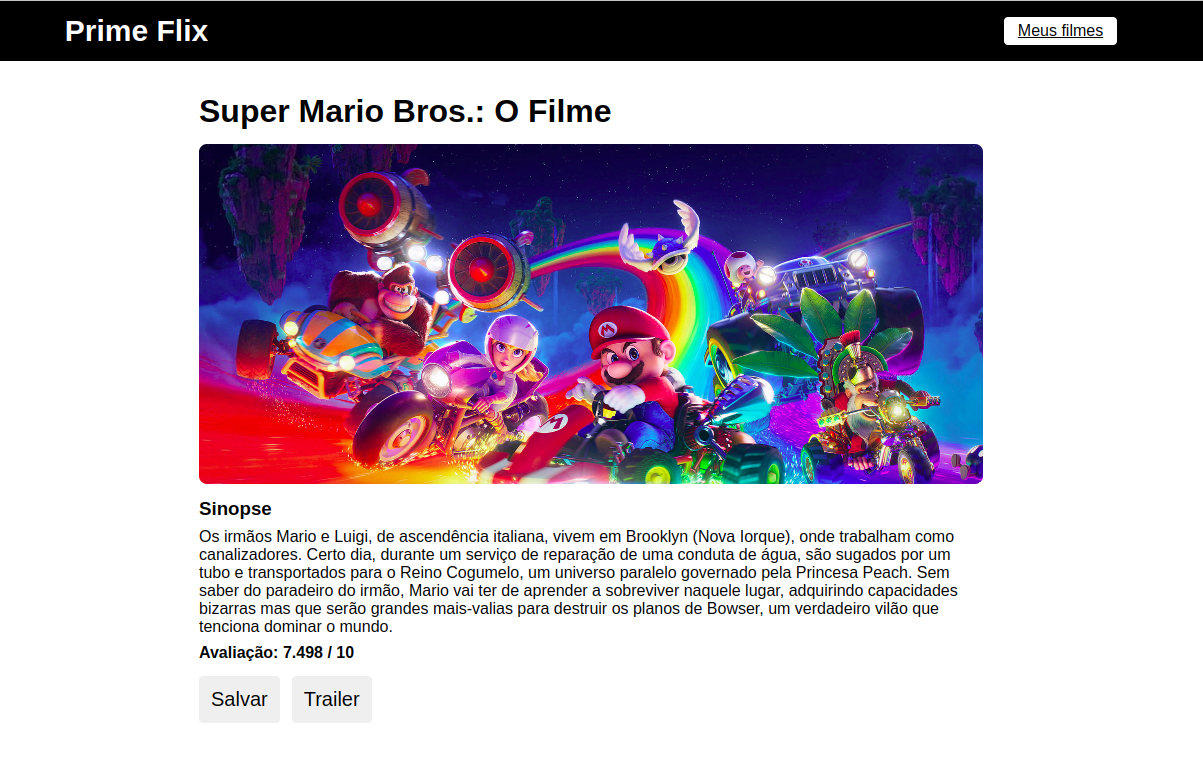 Prime Flix
Meus filmes
Super Mario Bros.: O Filme
Sinopse
Os irmãos Mario e Luigi, de ascendência italiana, vivem em Brooklyn (Nova Iorque), onde trabalham como
canalizadores. Certo dia, durante um serviço de reparação de uma conduta de água, são sugados por um
tubo e transportados para o Reino Cogumelo, um universo paralelo governado pela Princesa Peach. Sem
saber do paradeiro do irmão, Mario vai ter de aprender a sobreviver naquele lugar, adquirindo capacidades
bizarras mas que serão grandes mais-valias para destruir os planos de Bowser, um verdadeiro vilão que
tenciona dominar o mundo.
Avaliação: 7.498 / 10
Salvar
Trailer